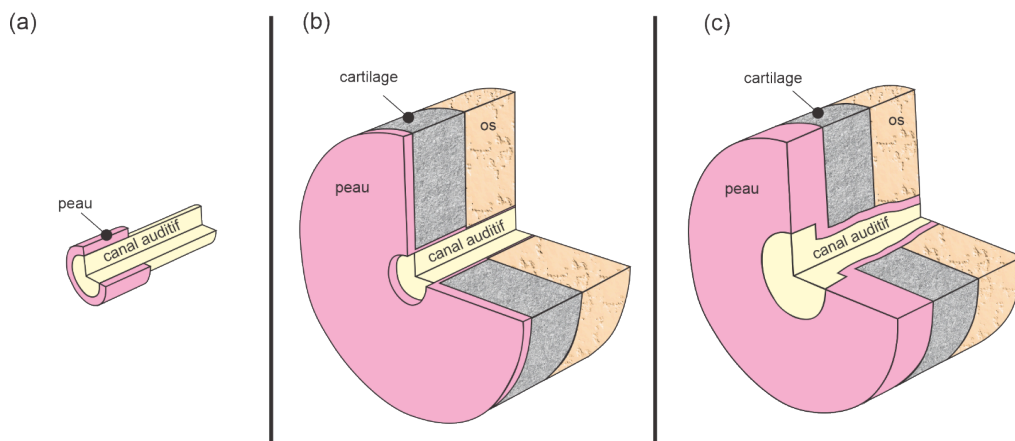 (a)
peau
canal auditif
(b)
cartilage
os
peau
canal auditif
(c)
cartilage
os
peau
canal auditif